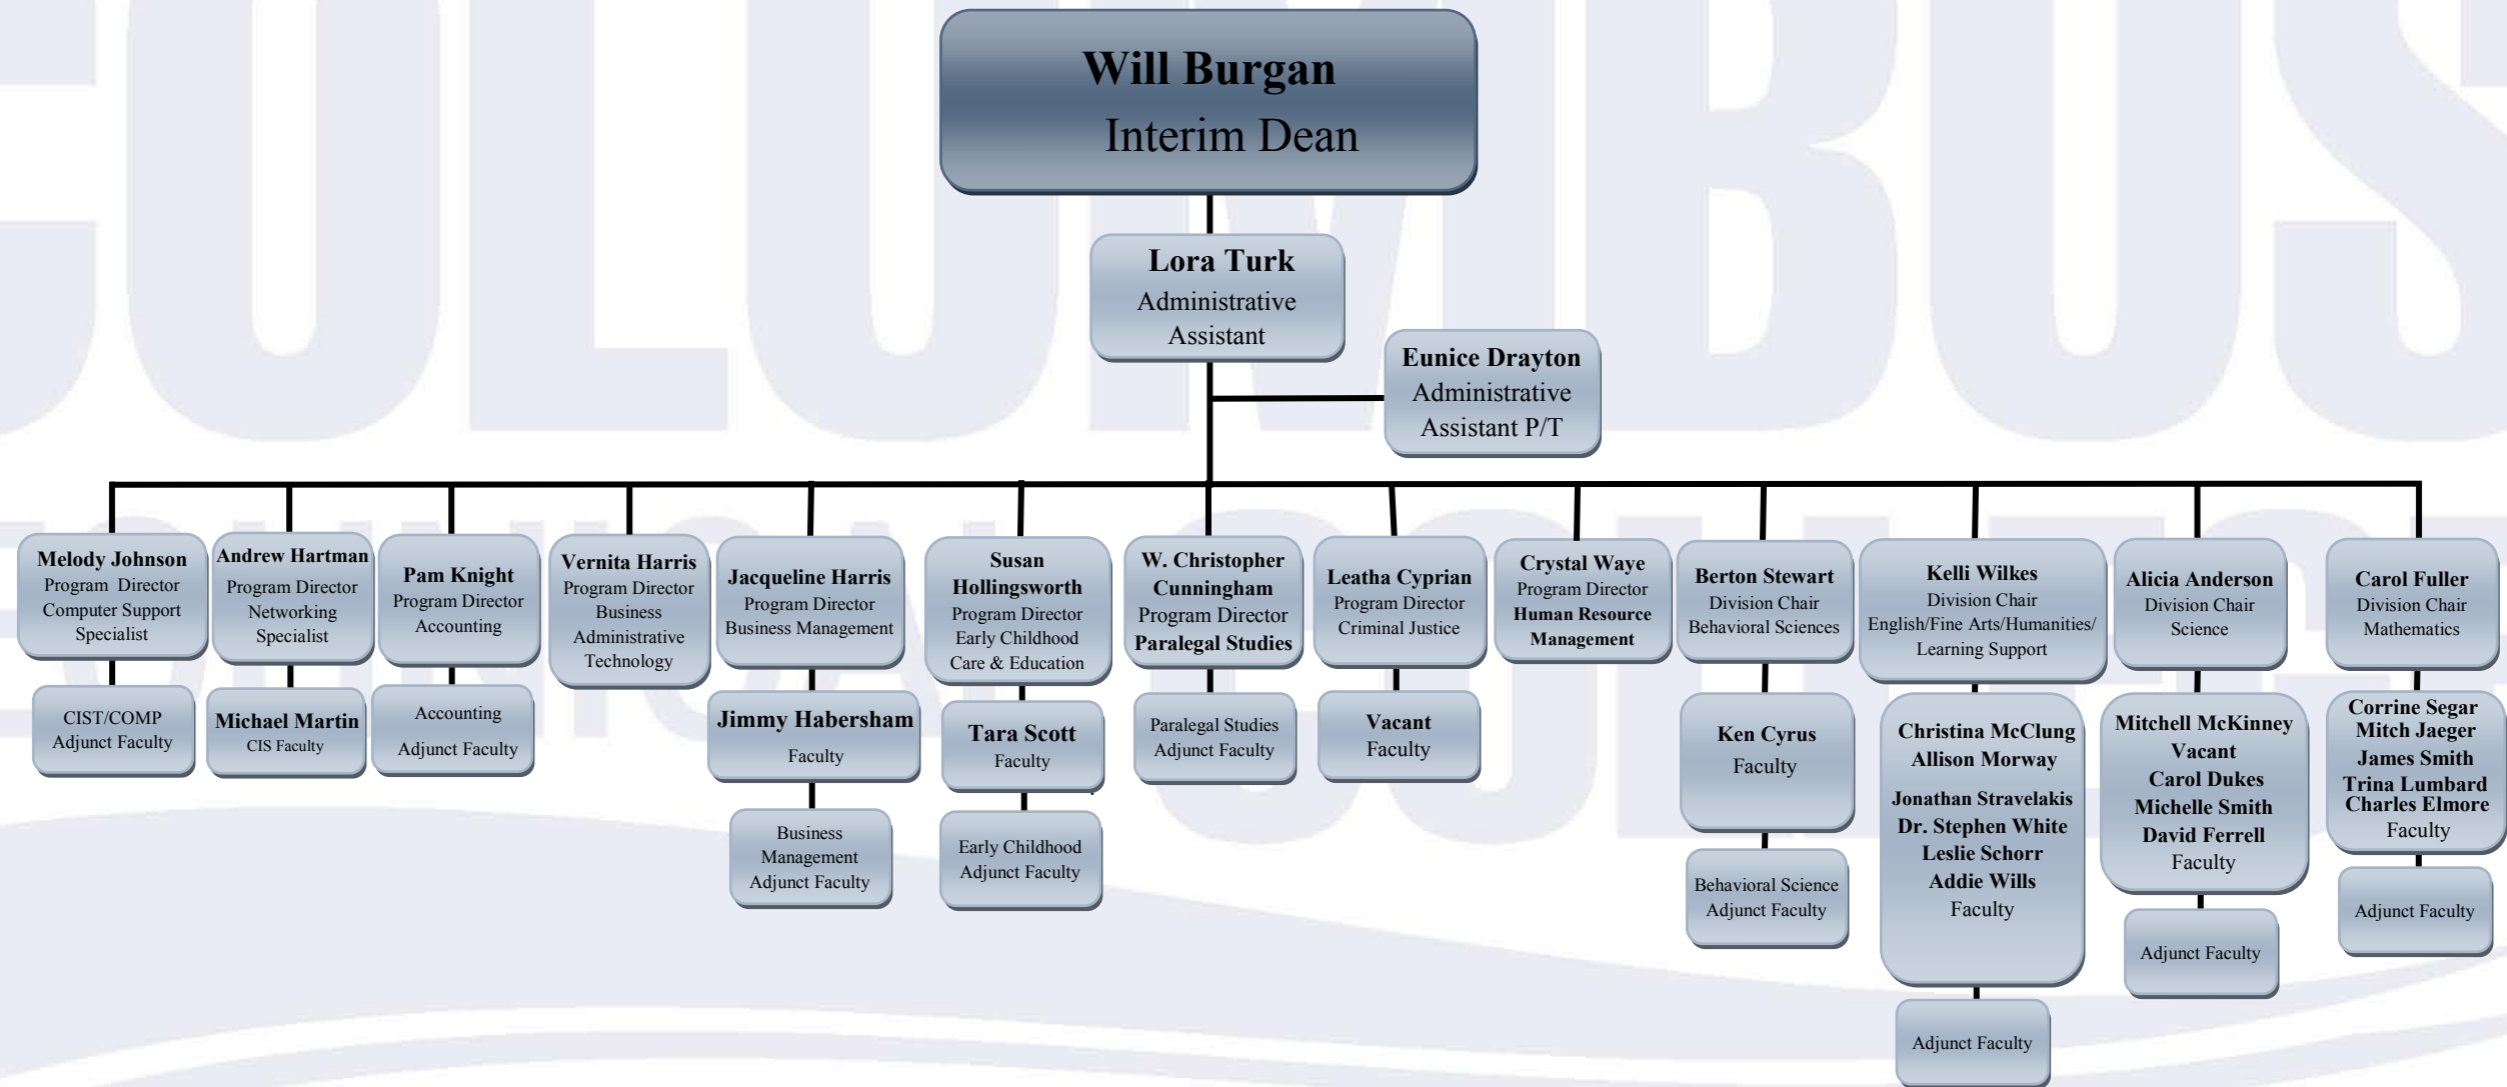 COLUMBUS
TECHNICAL COLLEGE
Will Burgan
Interim Dean
Lora Turk
Administrative
Assistant
Eunice Drayton
Administrative
Assistant P/T
Melody Johnson
Program Director
Computer Support
Specialist
CIST/COMP
Adjunct Faculty
Andrew Hartman
Program Director
Networking
Specialist
Michael Martin
CIS Faculty
Pam Knight
Program Director
Accounting
Accounting
Adjunct Faculty
Vernita Harris
Program Director
Business
Administrative
Technology
Jacqueline Harris
Program Director
Business Management
Jimmy Habersham
Faculty
Business
Management
Adjunct Faculty
Susan
Hollingsworth
Program Director
Early Childhood
Care & Education
Tara Scott
Faculty
Early Childhood
Adjunct Faculty
W. Christopher
Cunningham
Program Director
Paralegal Studies
Paralegal Studies
Adjunct Faculty
Leatha Cyprian
Program Director
Criminal Justice
Vacant
Faculty
Crystal Waye
Program Director
Human Resource
Management
Berton Stewart
Division Chair
Behavioral Sciences
Ken Cyrus
Faculty
Behavioral Science
Adjunct Faculty
Kelli Wilkes
Division Chair
English/Fine Arts/Humanities/
Learning Support
Christina McClung
Allison Morway
Jonathan Stravelakis
Dr. Stephen White
Leslie Schorr
Addie Wills
Faculty
Adjunct Faculty
Alicia Anderson
Division Chair
Science
Mitchell McKinney
Vacant
Carol Dukes
Michelle Smith
David Ferrell
Faculty
Adjunct Faculty
Carol Fuller
Division Chair
Mathematics
Corrine Segar
Mitch Jaeger
James Smith
Trina Lumbard
Charles Elmore
Faculty
Adjunct Faculty